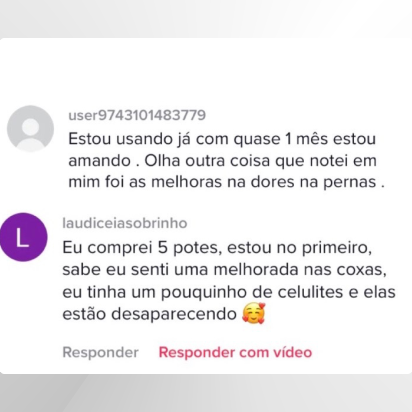 user9743101483779
Estou usando já com quase 1 mês estou
amando . Olha outra coisa que notei em
mim foi as melhoras na dores na pernas .
L
laudiceiasobrinho
Eu comprei 5 potes, estou no primeiro,
sabe eu senti uma melhorada nas coxas,
eu tinha um pouquinho de celulites e elas
estão desaparecendo 🥰
Responder Responder com vídeo